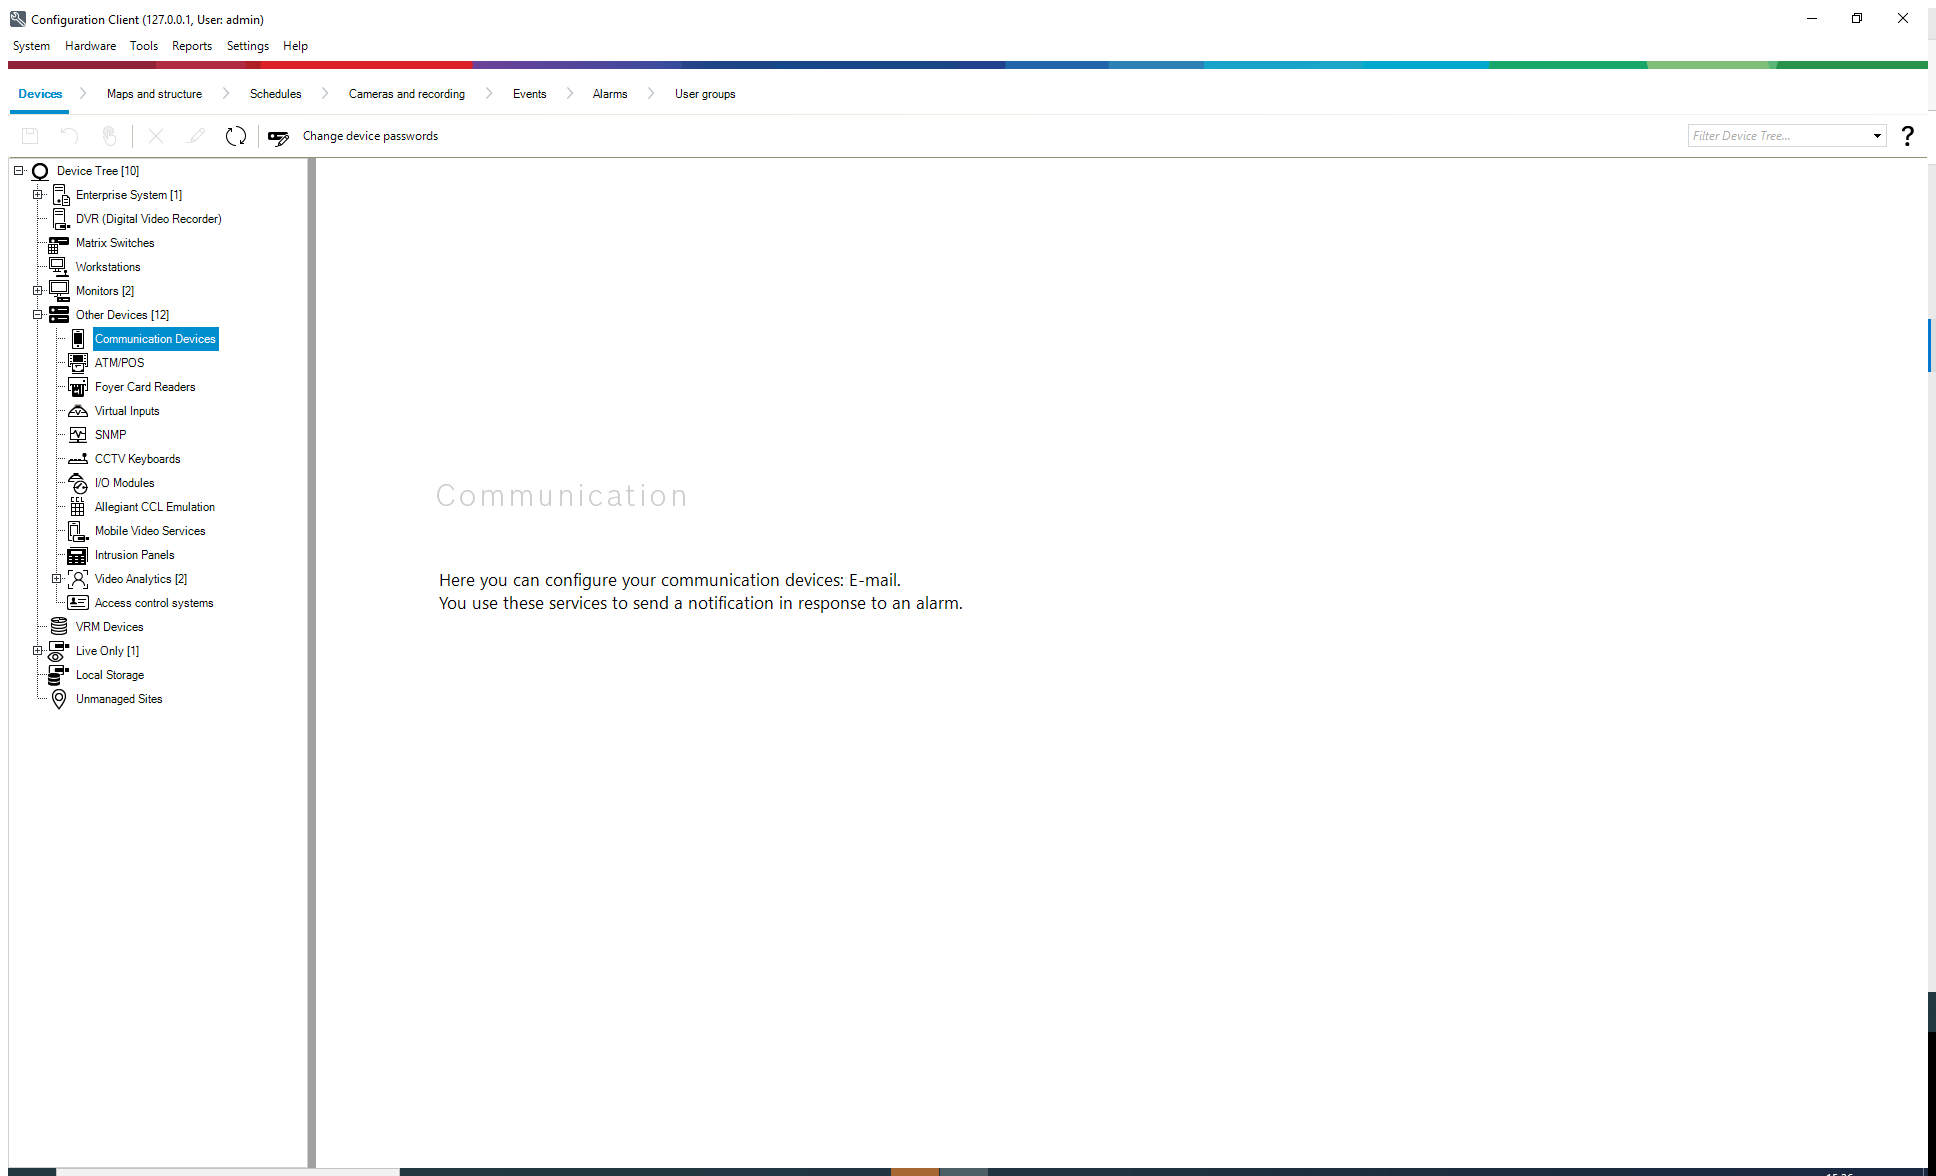 Configuration Client (127.0.0.1, User: admin)
System Hardware Tools Reports Settings Help
Devices Maps and structure Schedules Cameras and recording Events Alarms User groups
Change device passwords
Filter Device Tree...
?
Device Tree [10]
Enterprise System [1]
DVR (Digital Video Recorder)
Matrix Switches
Workstations
Monitors [2]
Other Devices [12]
Communication Devices
ATM/POS
Foyer Card Readers
Virtual Inputs
SNMP
CCTV Keyboards
I/O Modules
CCL
Allegiant CCL Emulation
Mobile Video Services
Intrusion Panels
Video Analytics [2]
Access control systems
VRM Devices
Live Only [1]
Local Storage
Unmanaged Sites
Communication
Here you can configure your communication devices: E-mail.
You use these services to send a notification in response to an alarm.